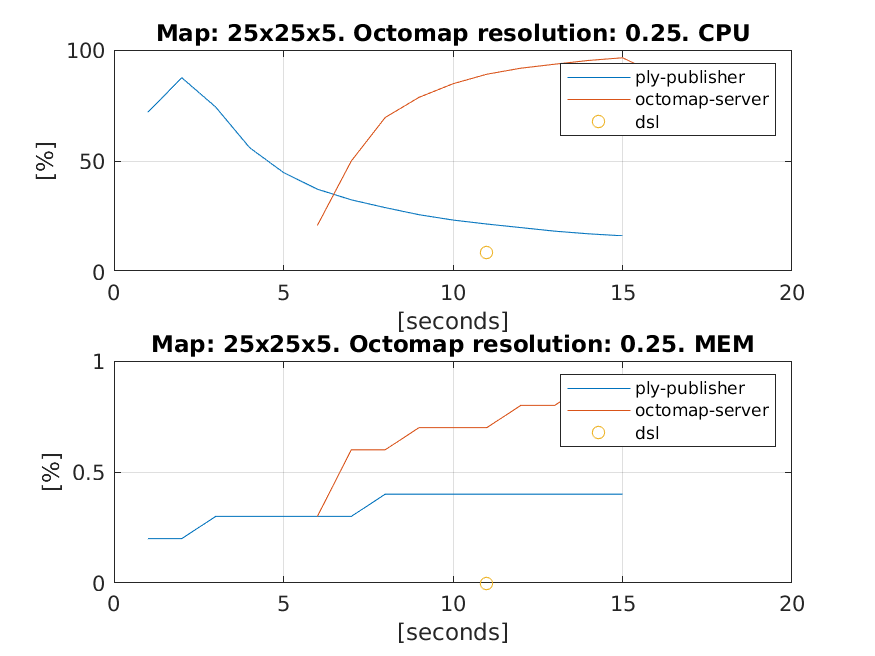 Map: 25x25x5. Octomap resolution: 0.25. CPU
100
50
0
[%]
ply-publisher
octomap-server
dsl
0 5 10 15 20
[seconds]
Map: 25x25x5. Octomap resolution: 0.25. MEM
1
0.5
0
[%]
ply-publisher
octomap-server
dsl
0 5 10 15 20
[seconds]